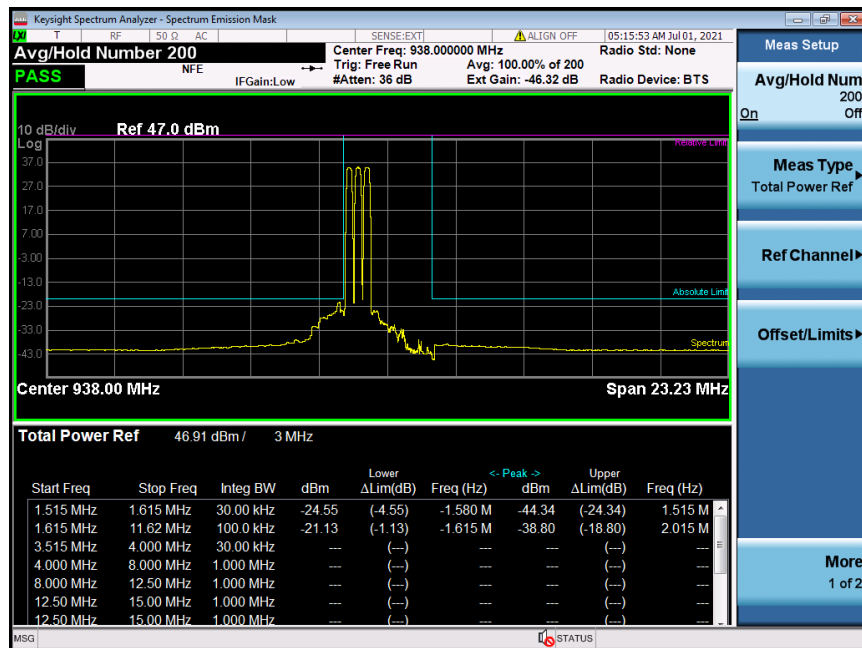 Keysight Spectrum Analyzer - Spectrum Emission Mask
LXI T RF 50 Ω AC SENSE:EXT ALIGN OFF 05:15:53 AM Jul 01, 2021
Avg/Hold Number 200
Center Freq: 938.000000 MHz Radio Std: None
PASS NFE
Trig: Free Run Avg: 100.00% of 200
IFGain:Low #Atten: 36 dB Ext Gain: -46.32 dB Radio Device: BTS
10 dB/div Ref 47.0 dBm
Log
Relative Limit
37.0
27.0
17.0
7.00
-3.00
-13.0
Absolute Limit
-23.0
-33.0
Spectrum
-43.0
Center 938.00 MHz Span 23.23 MHz
Total Power Ref 46.91 dBm / 3 MHz
Lower <- Peak -> Upper
Start Freq Stop Freq Integ BW dBm ΔLim(dB) Freq (Hz) dBm ΔLim(dB) Freq (Hz)
1.515 MHz 1.615 MHz 30.00 kHz -24.55 (-4.55) -1.580 M -44.34 (-24.34) 1.515 M
1.615 MHz 11.62 MHz 100.0 kHz -21.13 (-1.13) -1.615 M -38.80 (-18.80) 2.015 M
3.515 MHz 4.000 MHz 30.00 kHz --- (---) --- --- (---) ---
4.000 MHz 8.000 MHz 1.000 MHz --- (---) --- --- (---) ---
8.000 MHz 12.50 MHz 1.000 MHz --- (---) --- --- (---) ---
12.50 MHz 15.00 MHz 1.000 MHz --- (---) --- --- (---) ---
12.50 MHz 15.00 MHz 1.000 MHz --- (---) --- --- (---) ---
MSG STATUS
Meas Setup
Avg/Hold Num
200
On Off
Meas Type
Total Power Ref
Ref Channel
Offset/Limits
More
1 of 2